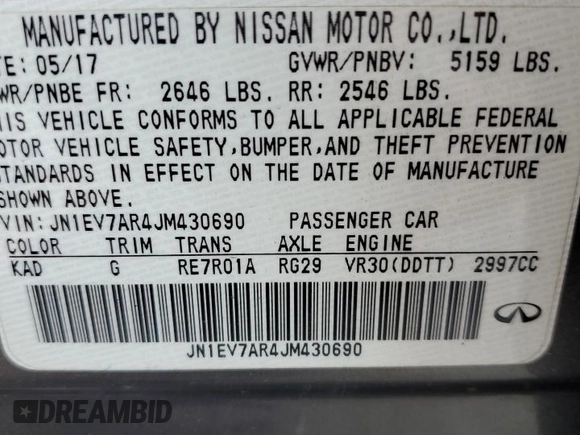 MANUFACTURED BY NISSAN MOTOR CO.,LTD.
TE: 05/17 GVWR/PNBV: 5159 LBS.
WR/PNBE FR: 2646 LBS. RR: 2546 LBS.
HIS VEHICLE CONFORMS TO ALL APPLICABLE FEDERAL
OTOR VEHICLE SAFETY,BUMPER,AND THEFT PREVENTION
STANDARDS IN EFFECT ON THE DATE OF MANUFACTURE
SHOWN ABOVE.
VIN: JN1EV7AR4JM430690 PASSENGER CAR
COLOR TRIM TRANS AXLE ENGINE
KAD G RE7R01A RG29 VR30(DDTT) 2997CC
JN1EV7AR4JM430690
DREAMBID